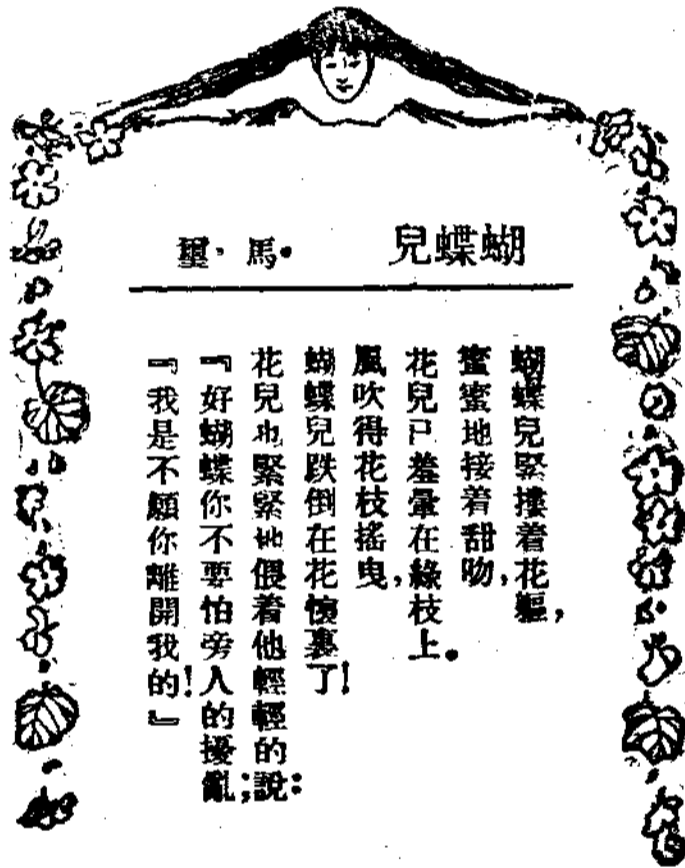 蝴蝶兒
馬·璽·
蝴蝶兒緊摟着花軀，
蜜蜜地接着甜吻，
花兒已羞暈在綠枝上。
風吹得花枝搖曳，
蝴蝶兒跌倒在花懷裏了！
花兒也緊緊地偎着他輕輕的說：
『好蝴蝶你不要怕旁人的擾亂；
『我是不願你離開我的！』